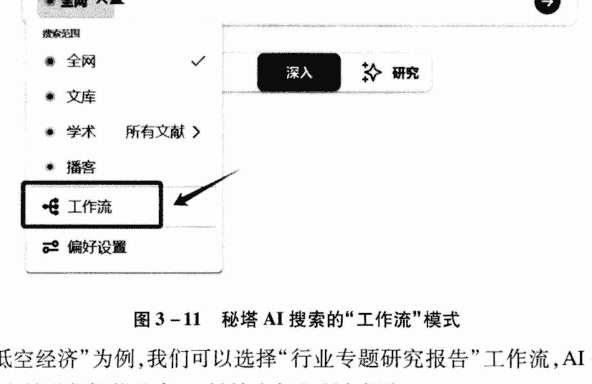 全网
搜索范围
全网
文库
深入 研究
学术 所有文献
播客
工作流
偏好设置
图 3-11 秘塔 AI 搜索的“工作流”模式
低空经济”为例,我们可以选择“行业专题研究报告”工作流,AI